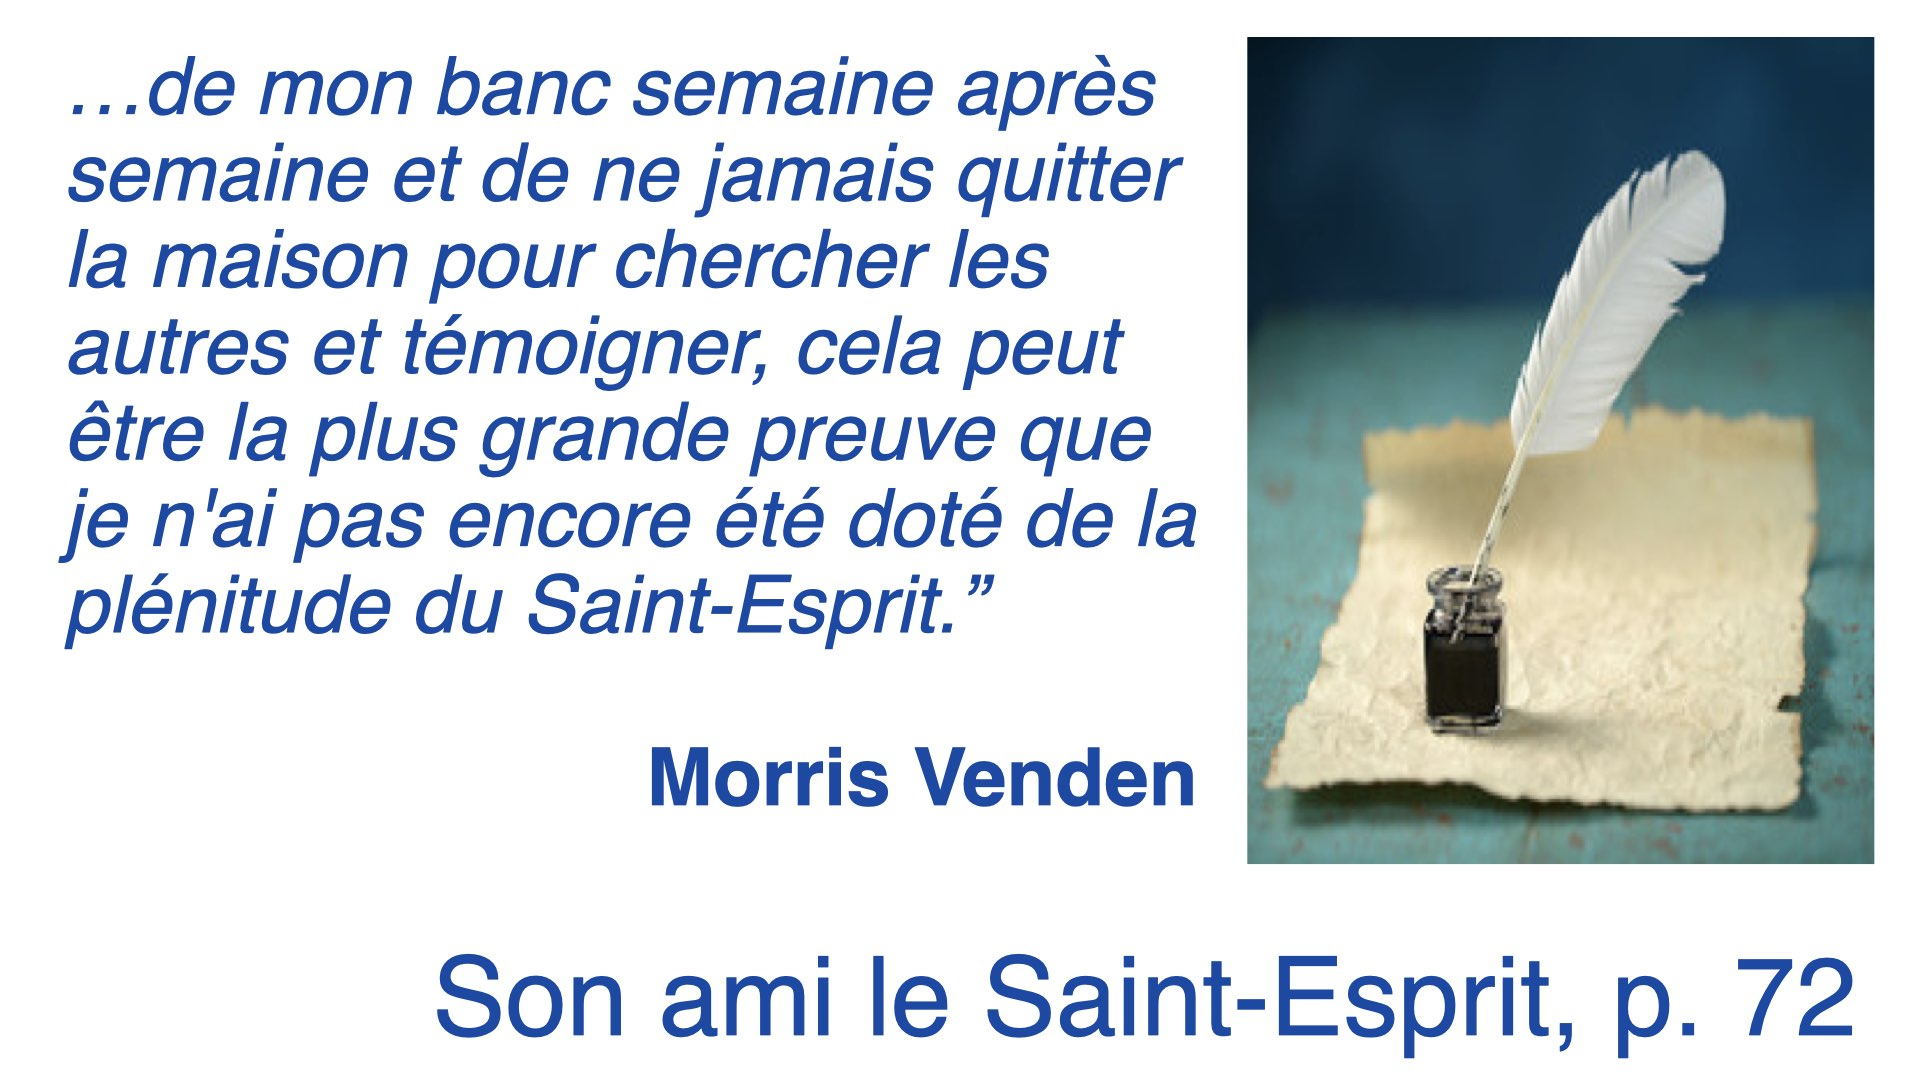 …de mon banc semaine après
semaine et de ne jamais quitter
la maison pour chercher les
autres et témoigner, cela peut
être la plus grande preuve que
je n'ai pas encore été doté de la
plénitude du Saint-Esprit.”
Morris Venden
Son ami le Saint-Esprit, p. 72